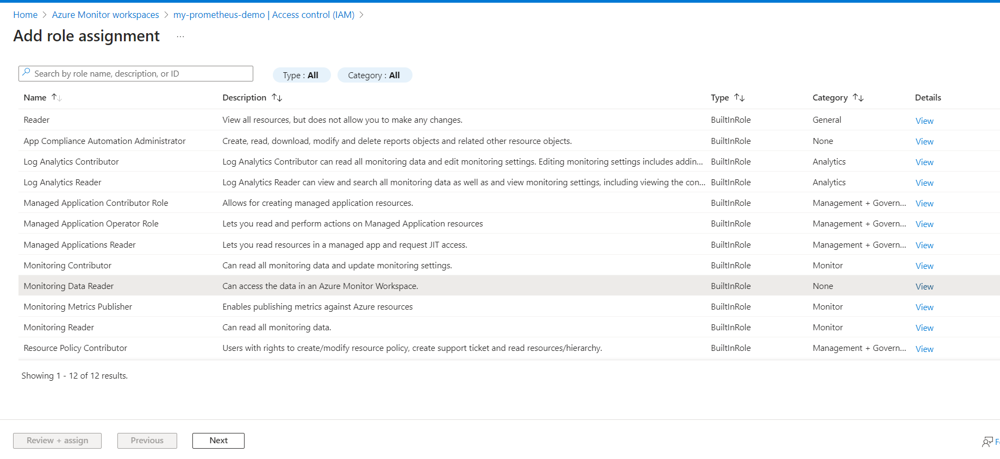 Home > Azure Monitor workspaces > my-prometheus-demo | Access control (IAM) >
Add role assignment ...
Search by role name, description, or ID Type : All Category : All
Name Description Type Category Details
Reader View all resources, but does not allow you to make any changes. BuiltInRole General View
App Compliance Automation Administrator Create, read, download, modify and delete reports objects and related other resource objects. BuiltInRole None View
Log Analytics Contributor Log Analytics Contributor can read all monitoring data and edit monitoring settings. Editing monitoring settings includes addin... BuiltInRole Analytics View
Log Analytics Reader Log Analytics Reader can view and search all monitoring data as well as and view monitoring settings, including viewing the con... BuiltInRole Analytics View
Managed Application Contributor Role Allows for creating managed application resources. BuiltInRole Management + Govern... View
Managed Application Operator Role Lets you read and perform actions on Managed Application resources BuiltInRole Management + Govern... View
Managed Applications Reader Lets you read resources in a managed app and request JIT access. BuiltInRole Management + Govern... View
Monitoring Contributor Can read all monitoring data and update monitoring settings. BuiltInRole Monitor View
Monitoring Data Reader Can access the data in an Azure Monitor Workspace. BuiltInRole None View
Monitoring Metrics Publisher Enables publishing metrics against Azure resources BuiltInRole Monitor View
Monitoring Reader Can read all monitoring data. BuiltInRole Monitor View
Resource Policy Contributor Users with rights to create/modify resource policy, create support ticket and read resources/hierarchy. BuiltInRole Management + Govern... View
Showing 1 - 12 of 12 results.
Review + assign Previous Next